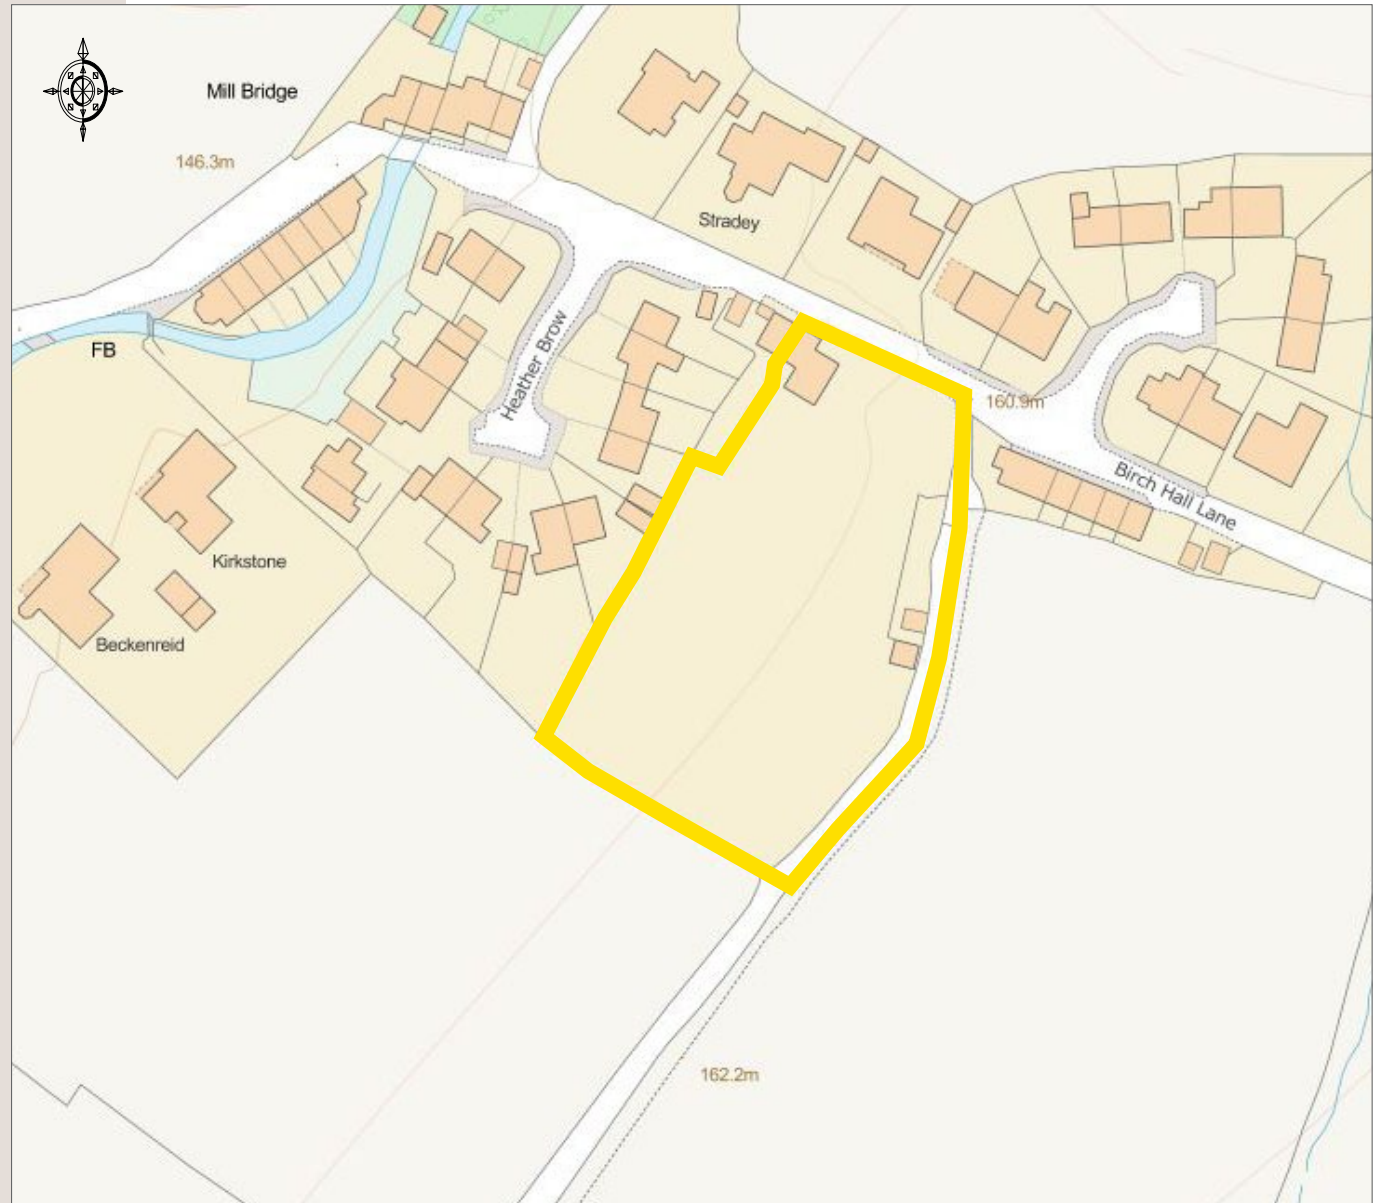 Mill Bridge
146.3m
Stradey
Heather Brow
FB
160.9m
Birch Hall Lane
Kirkstone
Beckenreid
162.2m